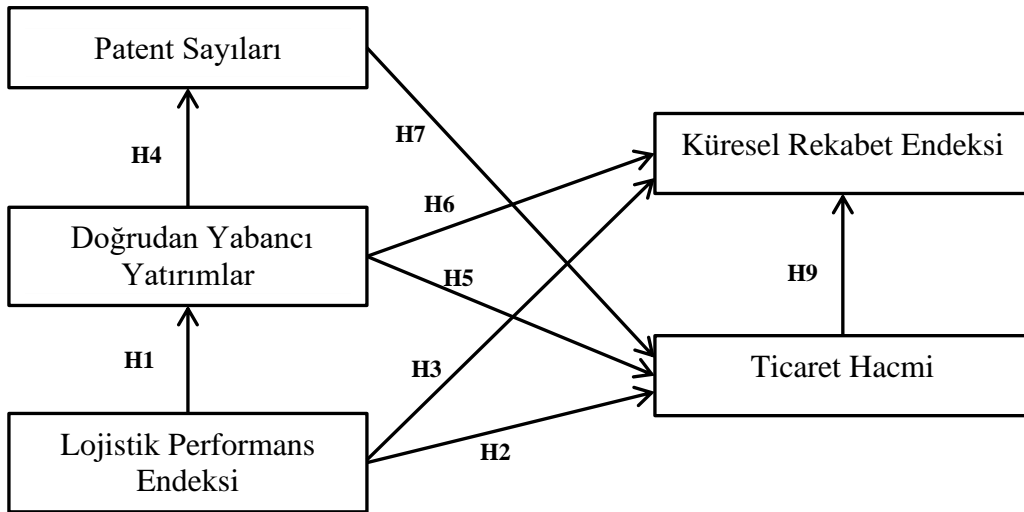 Patent Sayıları
H7
Küresel Rekabet Endeksi
H4
H6
Doğrudan Yabancı
Yatırımlar
H5
H9
H1
H3
Ticaret Hacmi
Lojistik Performans
Endeksi
H2